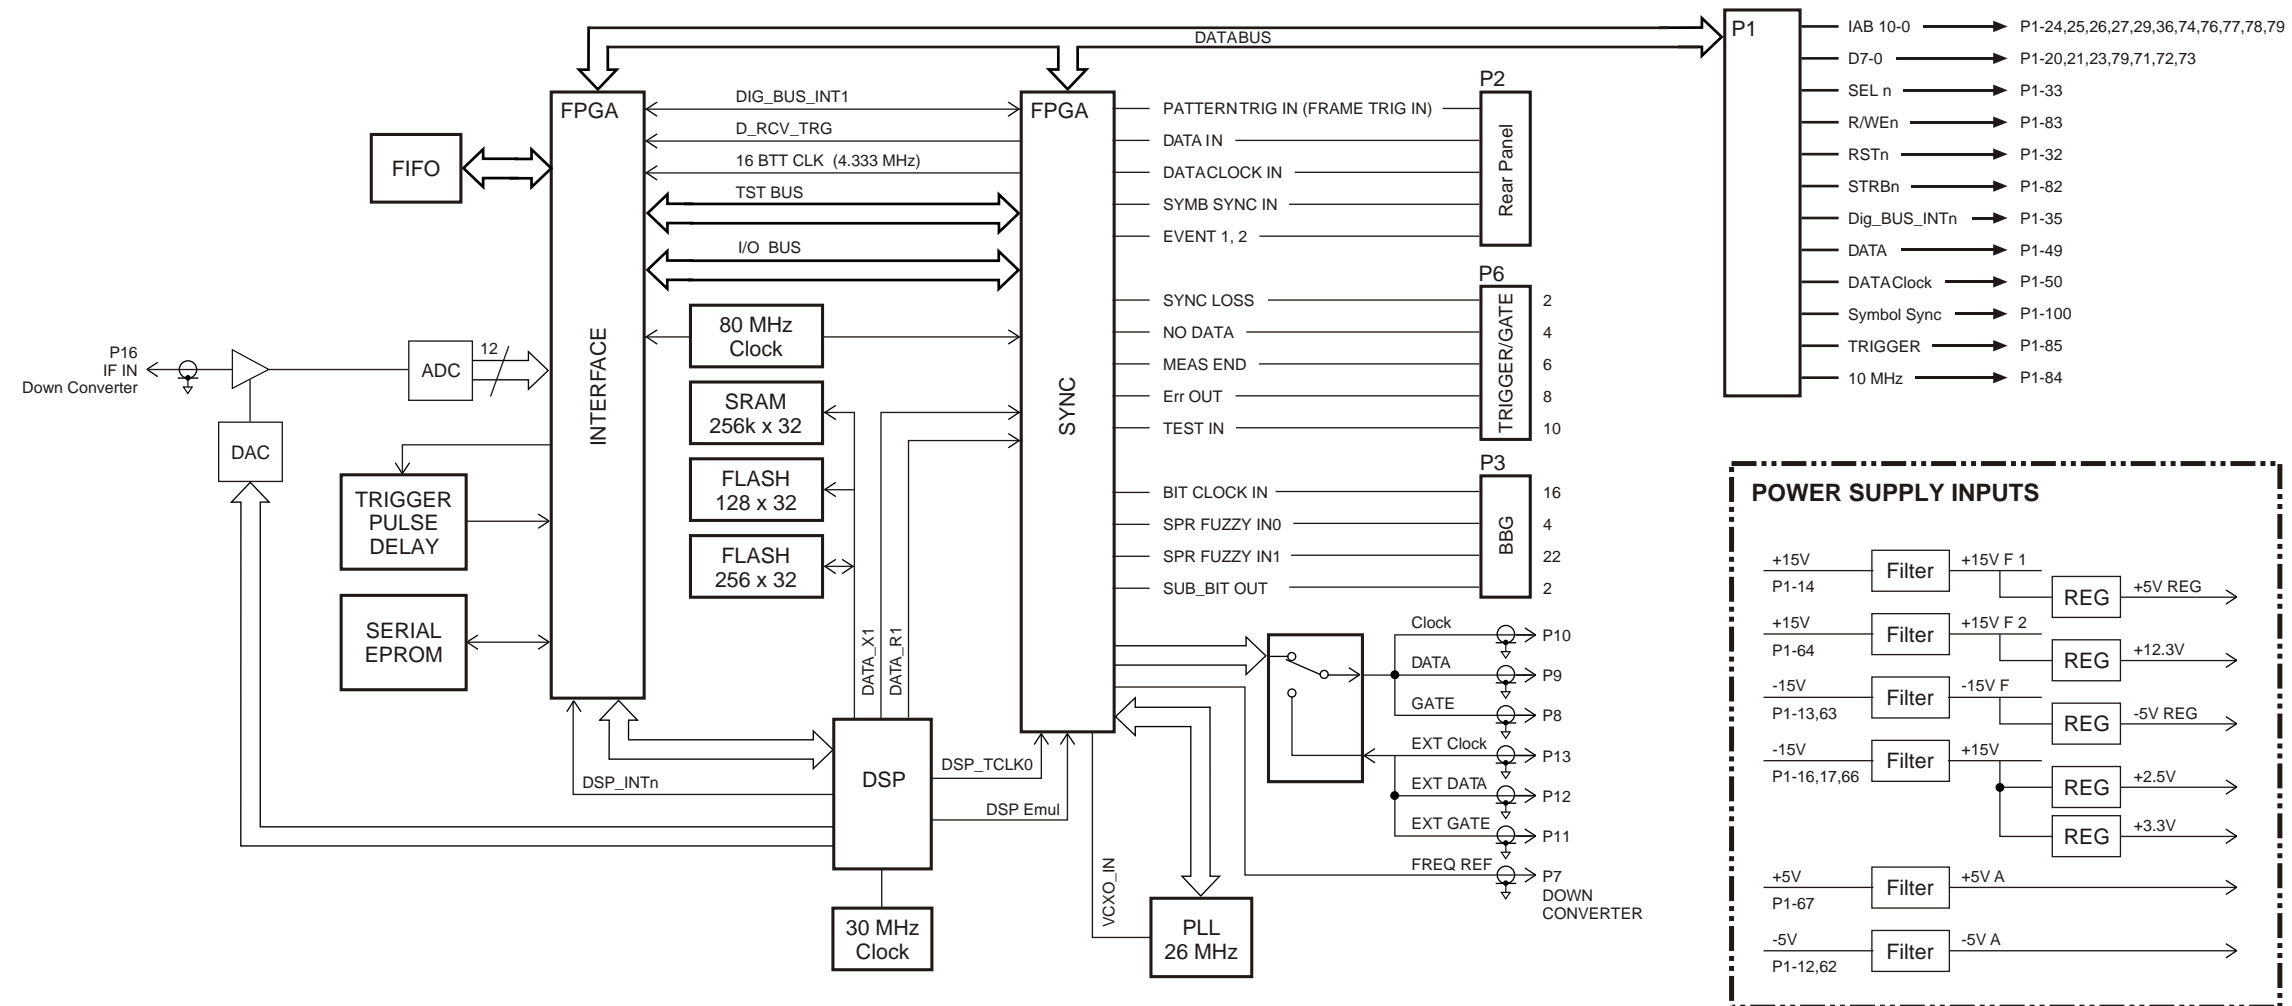 DATABUS
P1
IAB 10-0
P1-24,25,26,27,29,36,74,76,77,78,79
D7-0
P1-20,21,23,79,71,72,73
SEL n
P1-33
R/WEn
P1-83
RSTn
P1-32
STRBn
P1-82
Dig_BUS_INTn
P1-35
DATA
P1-49
DATAClock
P1-50
Symbol Sync
P1-100
TRIGGER
P1-85
10 MHz
P1-84
FIFO
FPGA
INTERFACE
DIG_BUS_INT1
D_RCV_TRG
16 BTT CLK (4.333 MHz)
TST BUS
I/O BUS
FPGA
SYNC
80 MHz
Clock
SRAM
256k x 32
FLASH
128 x 32
FLASH
256 x 32
P16
IF IN
Down Converter
ADC
12
DAC
TRIGGER
PULSE
DELAY
SERIAL
EPROM
DATA_X1
DATA_R1
DSP_INTn
DSP
DSP_TCLK0
DSP Emul
30 MHz
Clock
VCXO_IN
PLL
26 MHz
P2
Rear Panel
PATTERNTRIG IN (FRAME TRIG IN)
DATA IN
DATACLOCK IN
SYMB SYNC IN
EVENT 1, 2
P6
TRIGGER/GATE
SYNC LOSS
2
NO DATA
4
MEAS END
6
Err OUT
8
TEST IN
10
P3
BBG
BIT CLOCK IN
16
SPR FUZZY IN0
4
SPR FUZZY IN1
22
SUB_BIT OUT
2
Clock
P10
DATA
P9
GATE
P8
EXT Clock
P13
EXT DATA
P12
EXT GATE
P11
FREQ REF
P7
DOWN
CONVERTER
POWER SUPPLY INPUTS
+15V
P1-14
Filter
+15V F 1
REG
+5V REG
+15V
P1-64
Filter
+15V F 2
REG
+12.3V
-15V
P1-13,63
Filter
-15V F
REG
-5V REG
-15V
P1-16,17,66
Filter
+15V
REG
+2.5V
REG
+3.3V
+5V
P1-67
Filter
+5V A
-5V
P1-12,62
Filter
-5V A